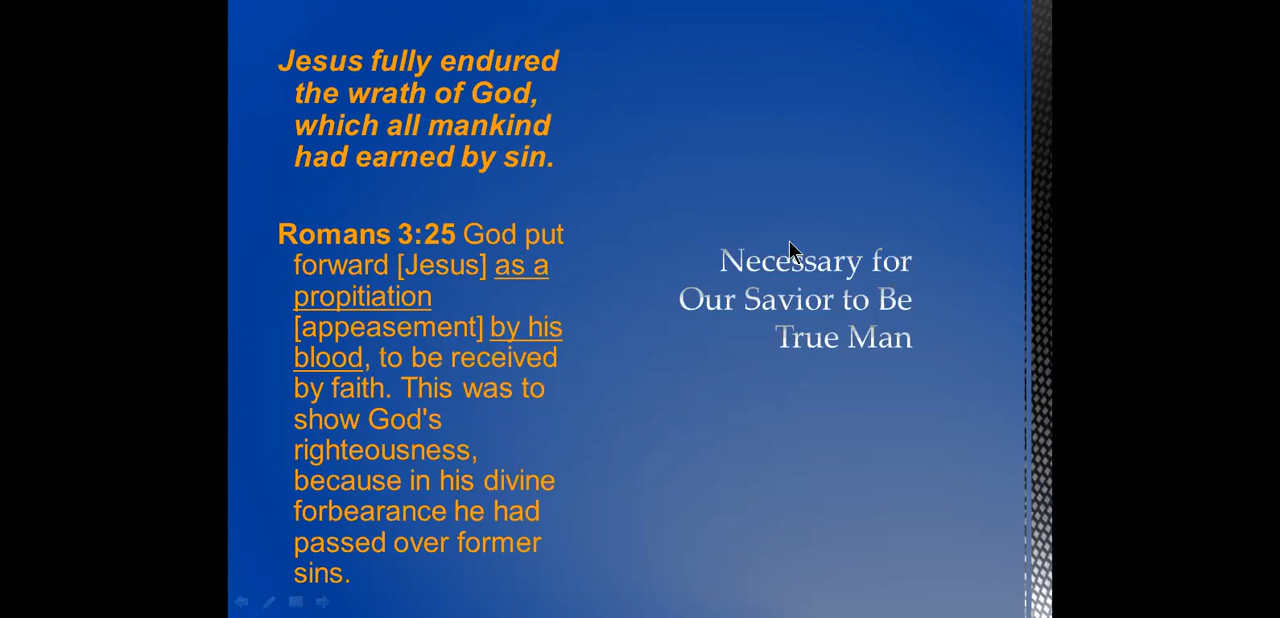 Jesus fully endured
the wrath of God,
which all mankind
had earned by sin.
Romans 3:25 God put
forward [Jesus] as a
propitiation
[appeasement] by his
blood, to be received
by faith. This was to
show God's
righteousness,
because in his divine
forbearance he had
passed over former
sins.
Necessary for
Our Savior to Be
True Man